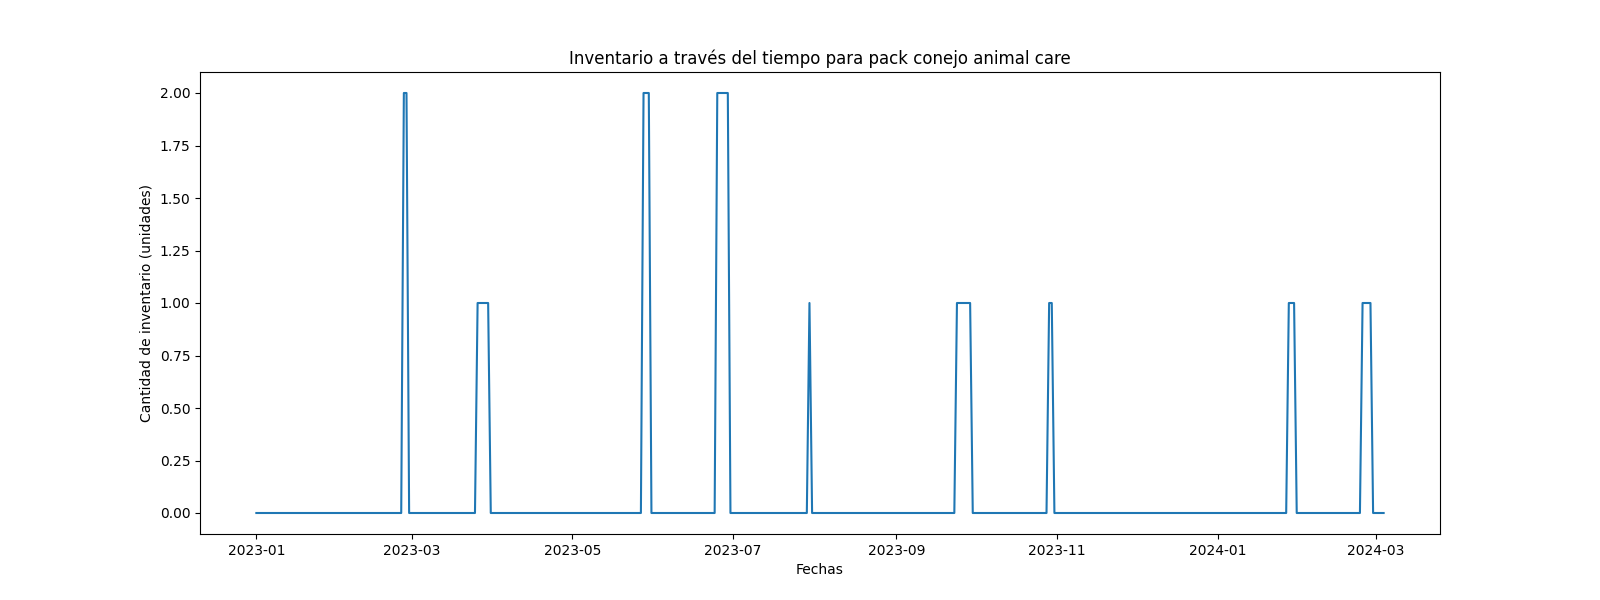 Inventario a través del tiempo para pack conejo animal care
Cantidad de inventario (unidades)
2.00
1.75
1.50
1.25
1.00
0.75
0.50
0.25
0.00
2023-01 2023-03 2023-05 2023-07 2023-09 2023-11 2024-01 2024-03
Fechas